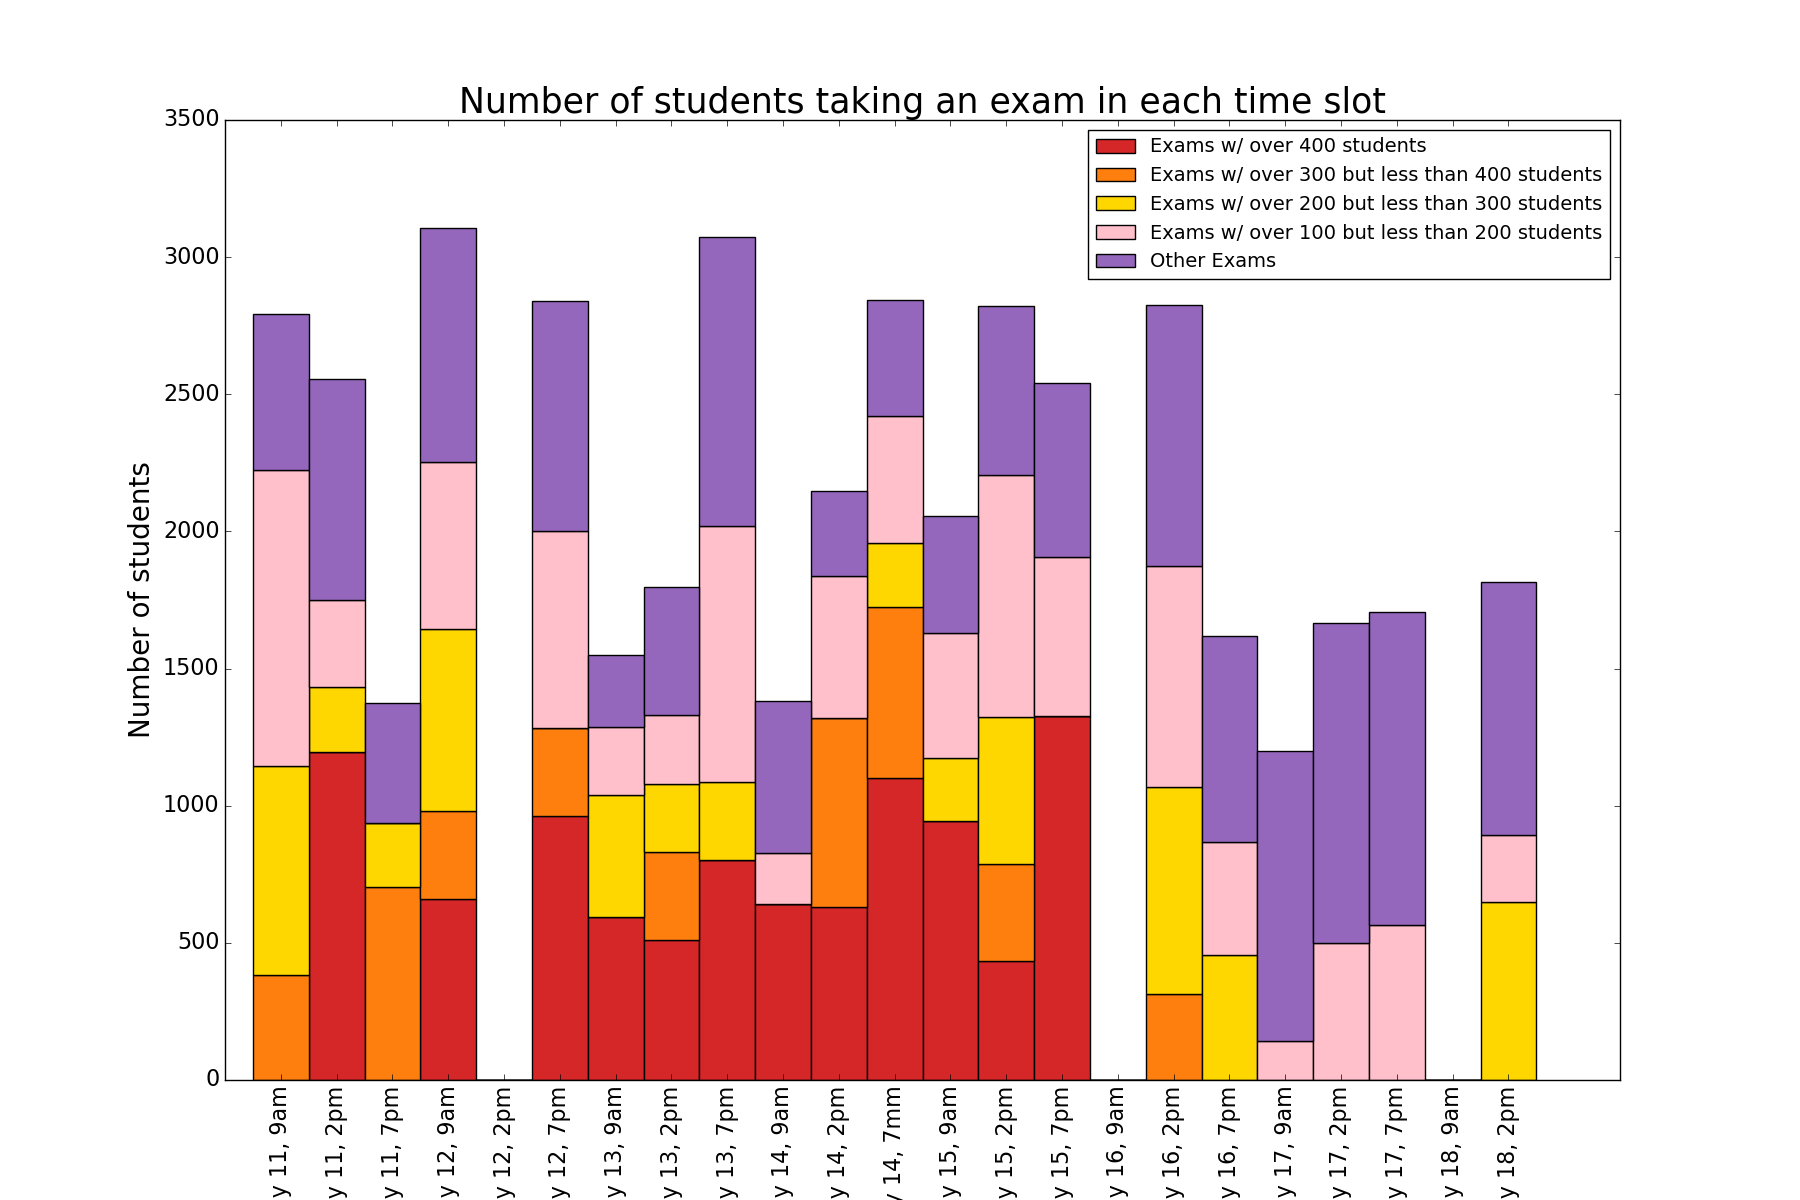 Number of students taking an exam in each time slot
Exams w/ over 400 students
Exams w/ over 300 but less than 400 students
Exams w/ over 200 but less than 300 students
Exams w/ over 100 but less than 200 students
Other Exams
Number of students
3500
3000
2500
2000
1500
1000
500
0
y 11, 9am
y 11, 2pm
y 11, 7pm
y 12, 9am
y 12, 2pm
y 12, 7pm
y 13, 9am
y 13, 2pm
y 13, 7pm
y 14, 9am
y 14, 2pm
y 14, 7mm
y 15, 9am
y 15, 2pm
y 15, 7pm
y 16, 9am
y 16, 2pm
y 16, 7pm
y 17, 9am
y 17, 2pm
y 17, 7pm
y 18, 9am
y 18, 2pm